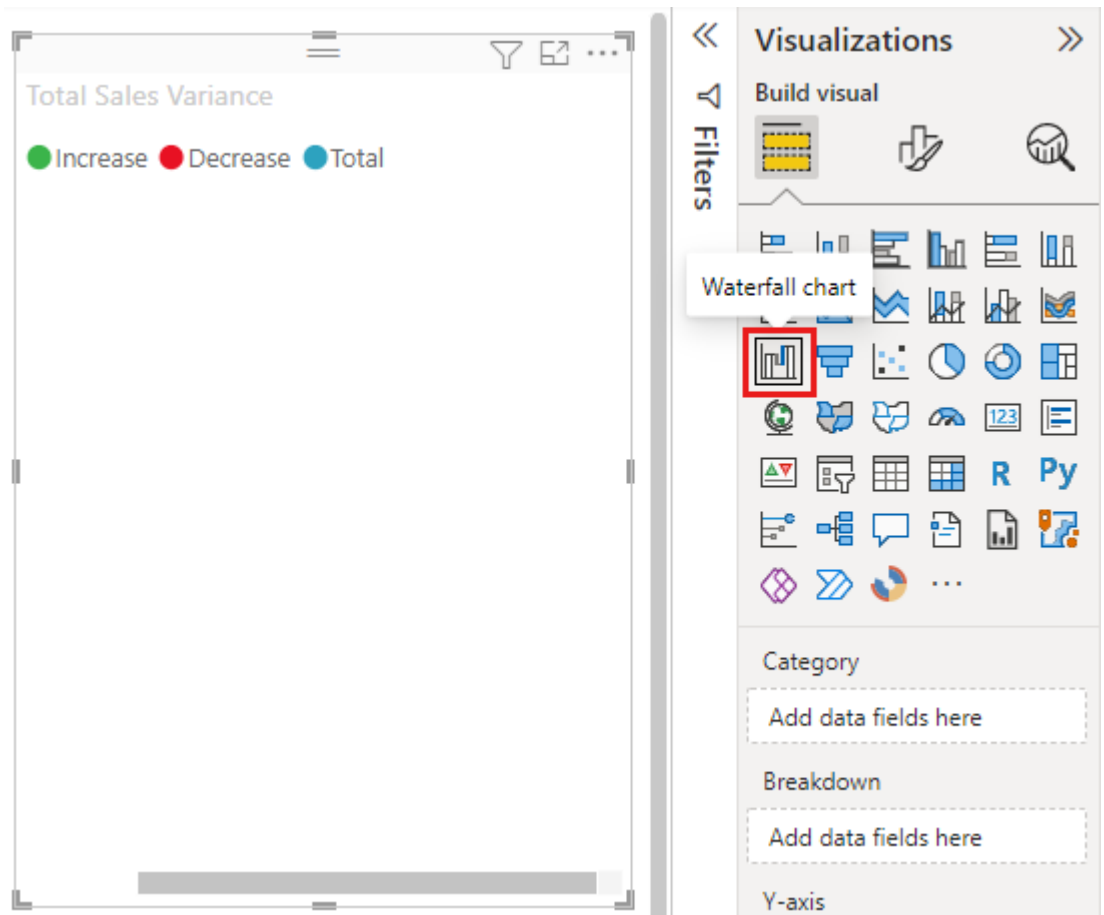 Total Sales Variance
Increase Decrease Total
Filters
Visualizations
Build visual
Waterfall chart
123
R Py
Category
Add data fields here
Breakdown
Add data fields here
Y-axis